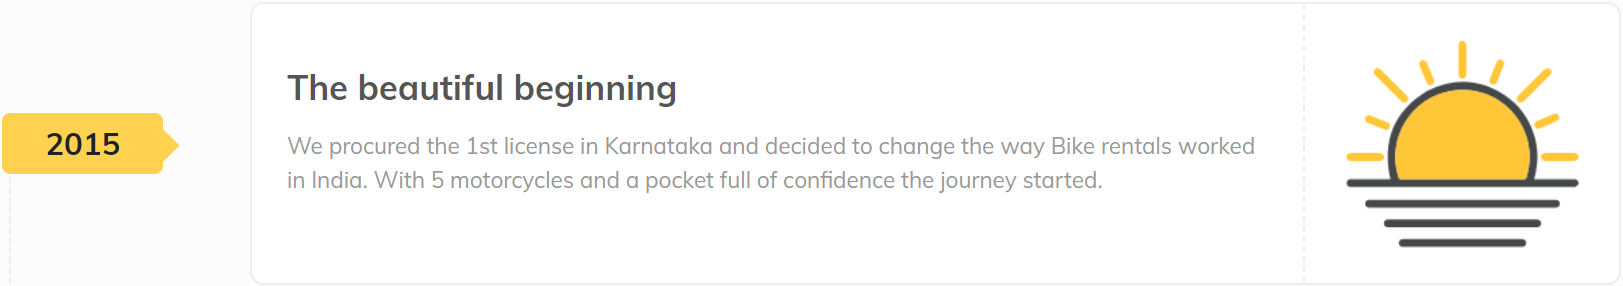 2015
The beautiful beginning
We procured the 1st license in Karnataka and decided to change the way Bike rentals worked
in India. With 5 motorcycles and a pocket full of confidence the journey started.